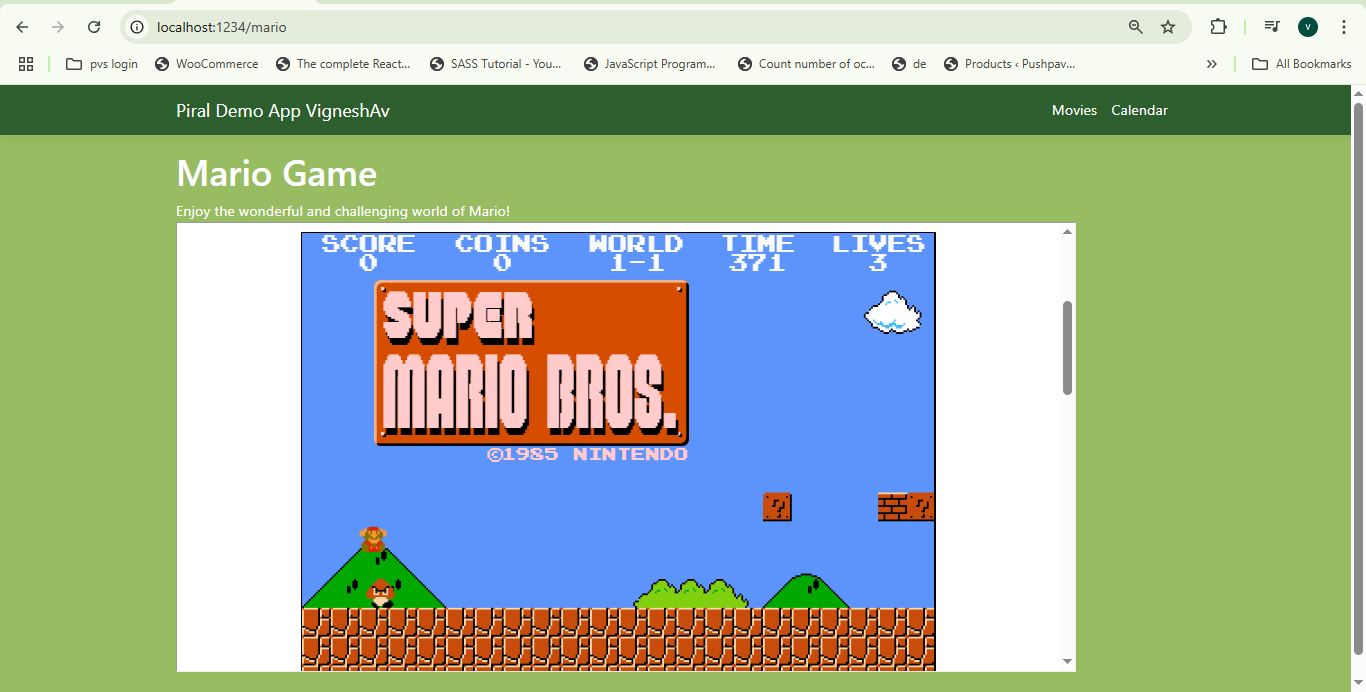 localhost:1234/mario
V
pvs login WooCommerce The complete React... SASS Tutorial - You... JavaScript Program... Count number of oc... de Products ‹ Pushpav... » All Bookmarks
Piral Demo App VigneshAv Movies Calendar
Mario Game
Enjoy the wonderful and challenging world of Mario!
SCORE COINS WORLD TIME LIVES
0 0 1-1 371 3
SUPER
MARIO BROS.
©1985 NINTENDO
? ?